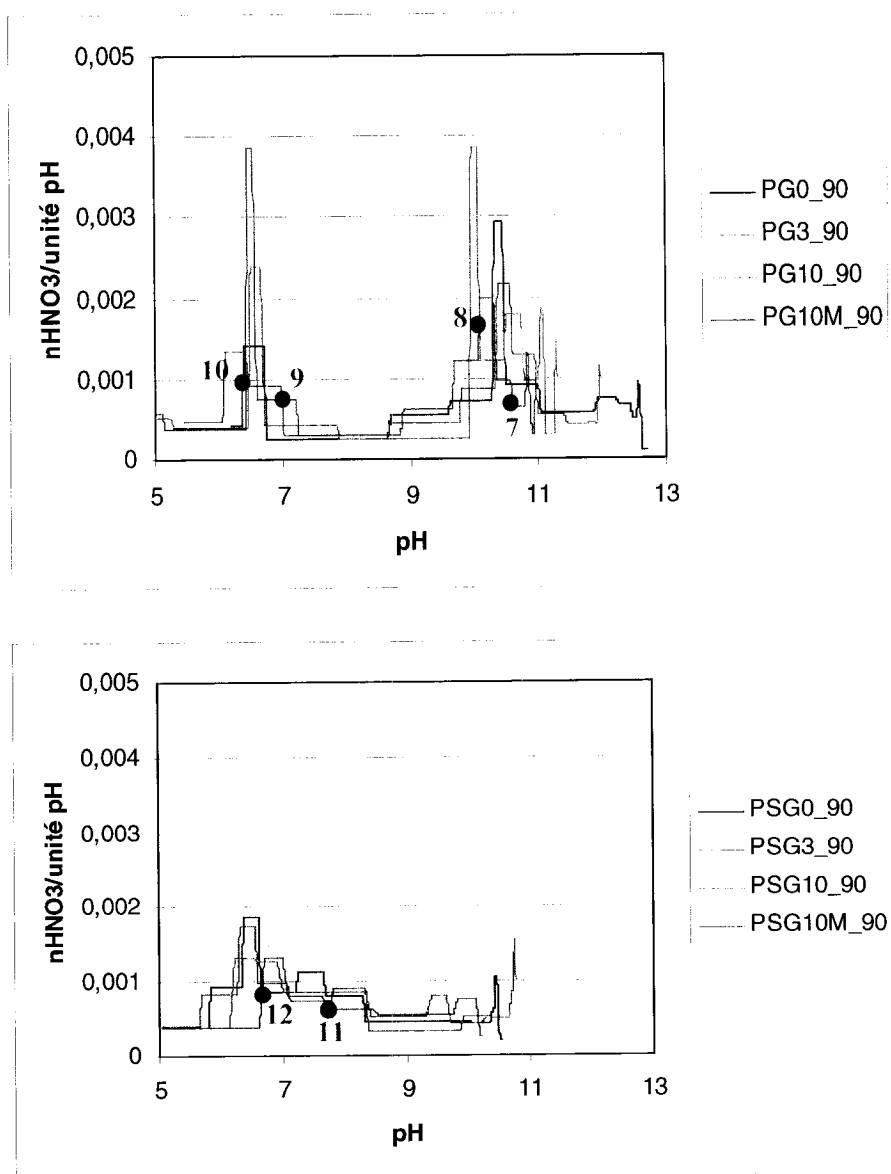 0,005
0,004
0,003
0,002
0,001
0
nHNO3/unité pH
10
9
8
7
5
7
9
11
13
pH
PG0_90
PG3_90
PG10_90
PG10M_90
0,005
0,004
0,003
0,002
0,001
0
nHNO3/unité pH
12
11
5
7
9
11
13
pH
PSG0_90
PSG3_90
PSG10_90
PSG10M_90